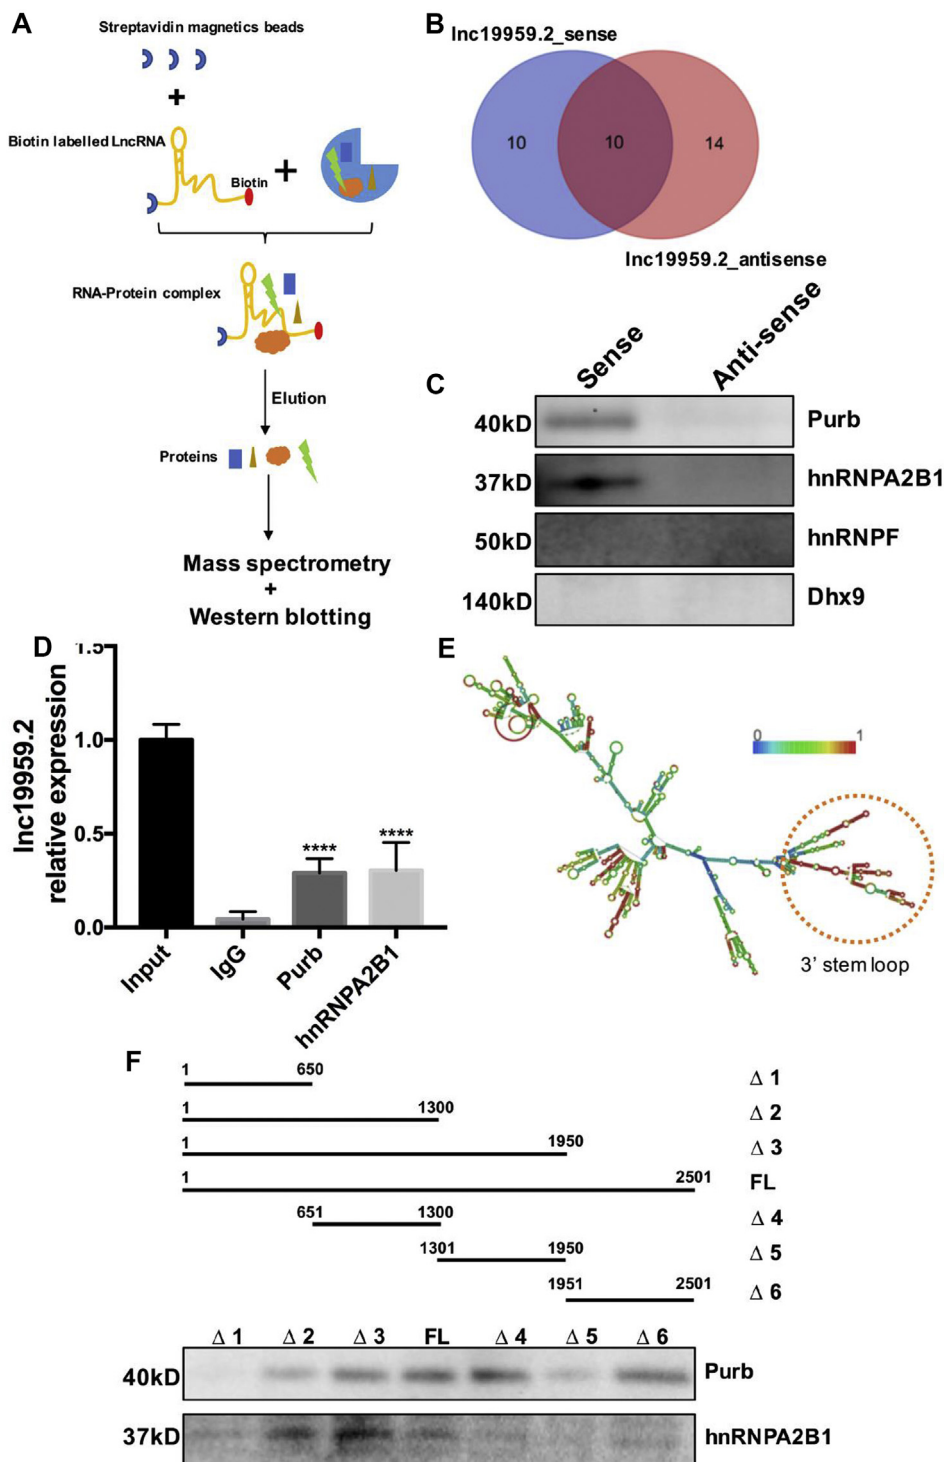 A
Streptavidin magnetics beads
+
Biotin labelled LncRNA
+
Biotin
RNA-Protein complex
Elution
Proteins
Mass spectrometry
+
Western blotting
B
lnc19959.2_sense
10
10
14
lnc19959.2_antisense
C
Sense
Anti-sense
40kD
Purb
37kD
hnRNPA2B1
50kD
hnRNPF
140kD
Dhx9
D
lnc19959.2
relative expression
1.5
1.0
0.5
0.0
****
****
Input
IgG
Purb
hnRNPA2B1
E
0
1
3' stem loop
F
1
650
Δ 1
1
1300
Δ 2
1
1950
Δ 3
1
2501
FL
651
1300
Δ 4
1301
1950
Δ 5
1951
2501
Δ 6
Δ 1 Δ 2 Δ 3 FL Δ 4 Δ 5 Δ 6
40kD
Purb
37kD
hnRNPA2B1